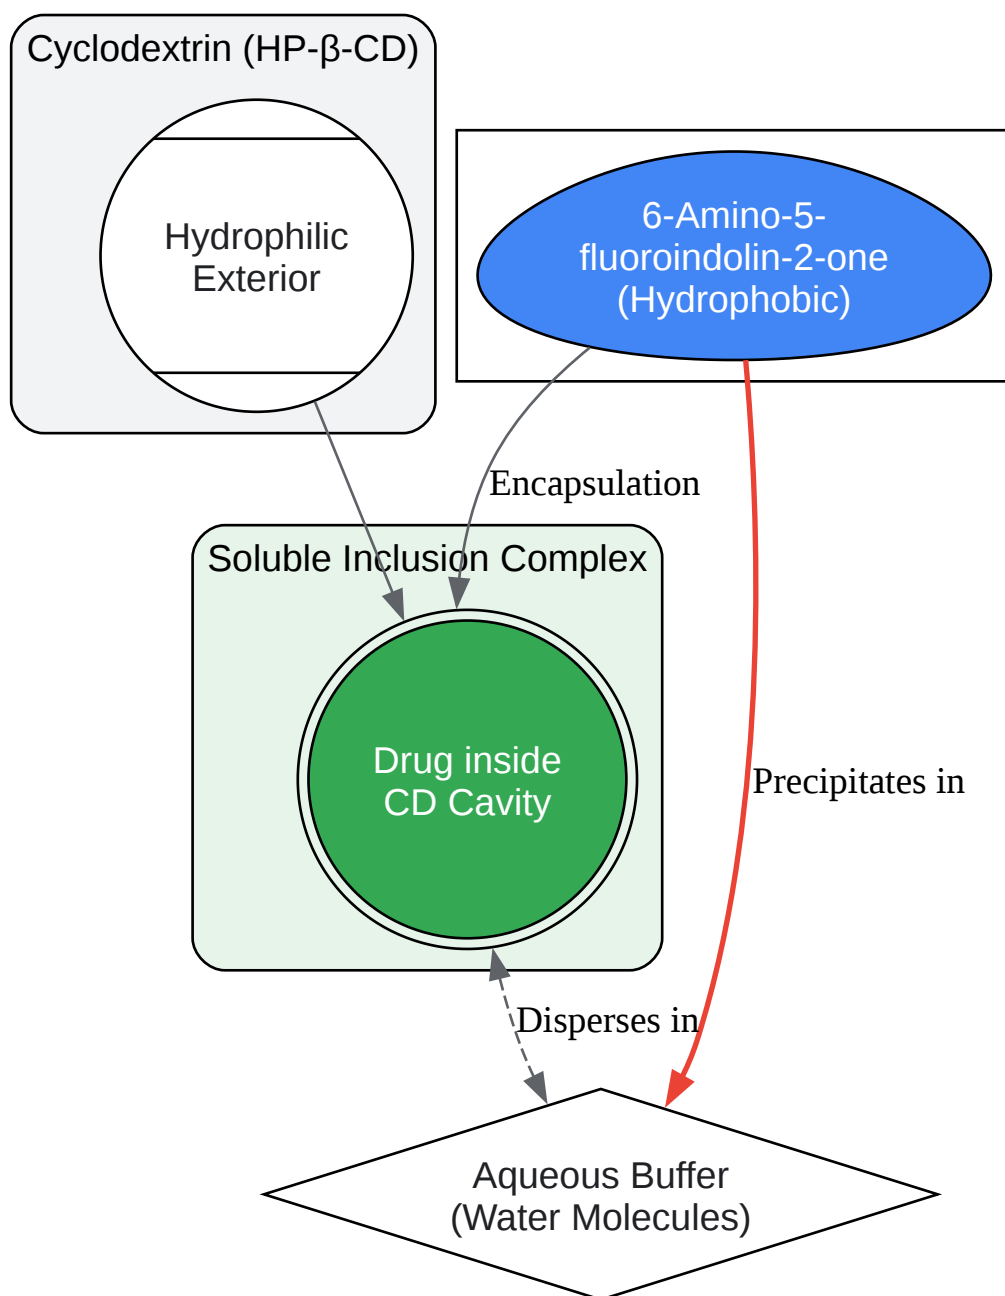 Cyclodextrin (HP-β-CD)
Hydrophilic
Exterior
6-Amino-5-
fluoroindolin-2-one
(Hydrophobic)
Encapsulation
Soluble Inclusion Complex
Drug inside
CD Cavity
Precipitates in
Disperses in
Aqueous Buffer
(Water Molecules)